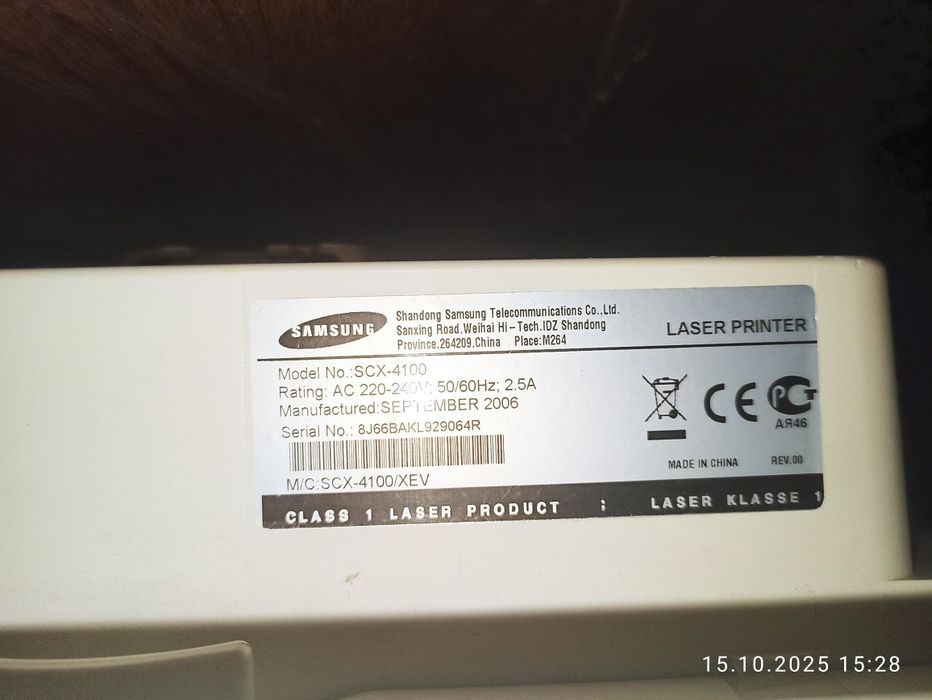 SAMSUNG
Shandong Samsung Telecommunications Co.,Ltd.
Sanxing Road.Weihai Hi-Tech.IDZ Shandong
Province.264209.China Place:M264
LASER PRINTER
Model No.:SCX-4100
Rating: AC 220-240V; 50/60Hz; 2.5A
Manufactured:SEPTEMBER 2006
Serial No.: 8J66BAKL929064R
M/C:SCX-4100/XEV
CE
РСТ
АЯ46
MADE IN CHINA REV.00
CLASS 1 LASER PRODUCT ; LASER KLASSE 1
15.10.2025 15:28